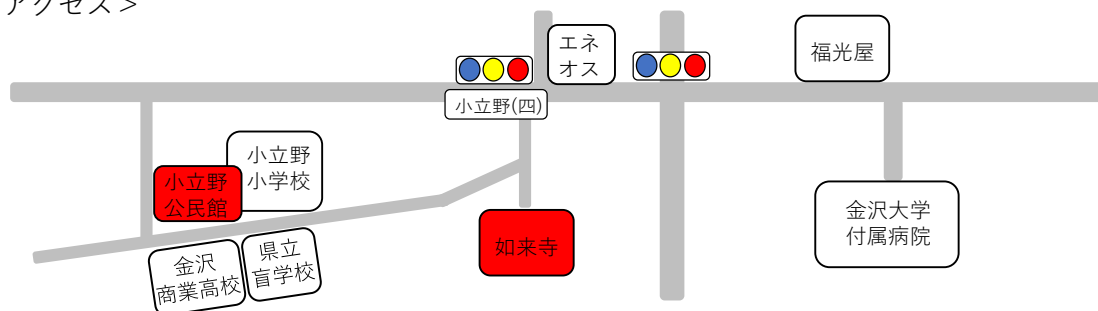 アクセス＞
エネ
オス
福光屋
小立野(四)
小立野
小学校
小立野
公民館
金沢大学
付属病院
如来寺
県立
盲学校
金沢
商業高校